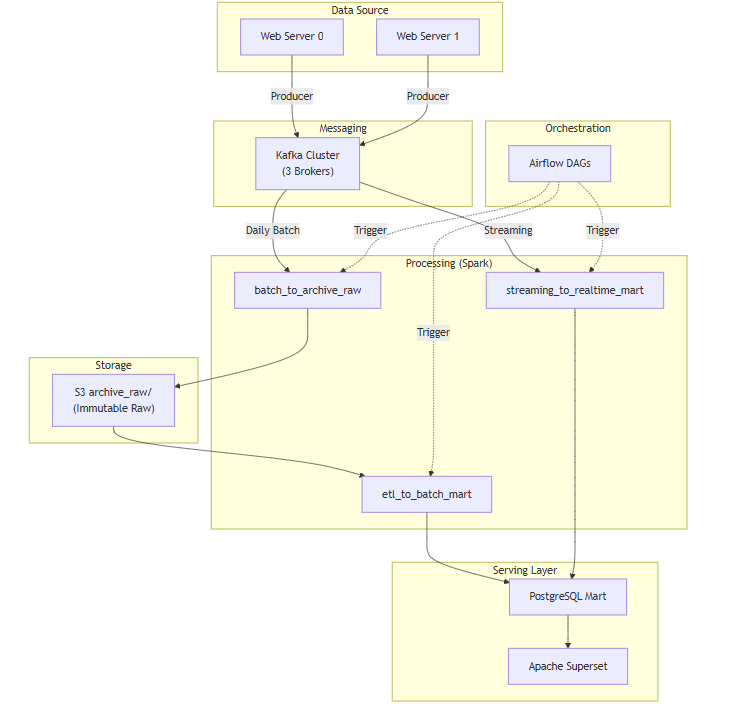 Data Source
Web Server 0
Web Server 1
Producer
Producer
Messaging
Orchestration
Kafka Cluster
(3 Brokers)
Airflow DAGs
Daily Batch
Trigger
Streaming
Trigger
Processing (Spark)
batch_to_archive_raw
streaming_to_realtime_mart
Trigger
Storage
S3 archive_raw/
(Immutable Raw)
etl_to_batch_mart
Serving Layer
PostgreSQL Mart
Apache Superset